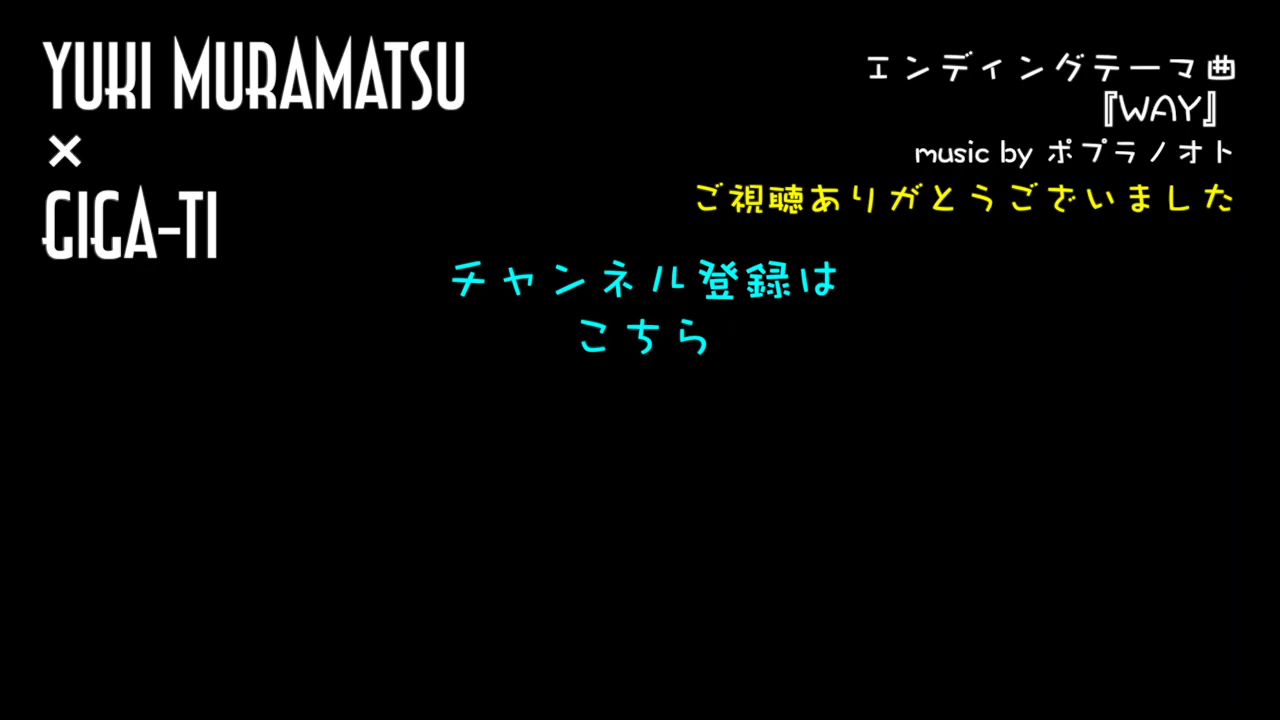 YUKI MURAMATSU
×
GIGA-TI
エンディングテーマ曲
『WAY』
music by ポプラノオト
ご視聴ありがとうございました
チャンネル登録は
こちら